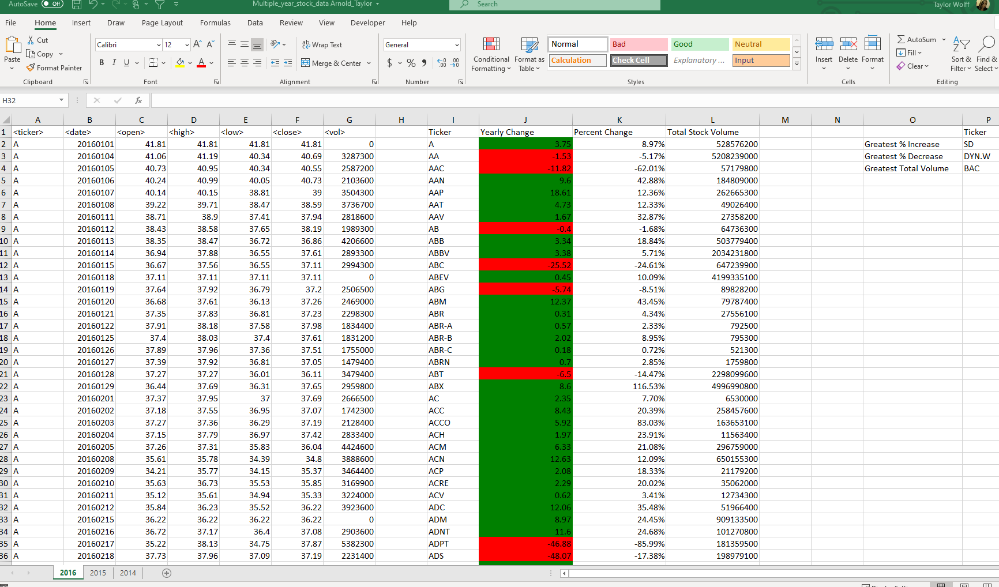 AutoSave Off Multiple_year_stock_data Arnold_Taylor Search Taylor Wolff
File Home Insert Draw Page Layout Formulas Data Review View Developer Help
Paste Cut Copy Format Painter Clipboard
Calibri 12 A A B I U A Font
ab Wrap Text Merge & Center Alignment
General $ % , .00 .00 Number
Conditional Formatting Format as Table
Normal Bad Good Neutral
Calculation Check Cell Explanatory ... Input
Styles
Insert Delete Format Cells
AutoSum Fill Clear Sort & Filter Find & Select Editing
H32 fx
A B C D E F G H I J K L M N O P
1 <ticker> <date> <open> <high> <low> <close> <vol> Ticker Yearly Change Percent Change Total Stock Volume Ticker
2 A 20160101 41.81 41.81 41.81 41.81 0 A 3.75 8.97% 528576200 Greatest % Increase SD
3 A 20160104 41.06 41.19 40.34 40.69 3287300 AA -1.53 -5.17% 5208239000 Greatest % Decrease DYN.W
4 A 20160105 40.73 40.95 40.34 40.55 2587200 AAC -11.82 -62.01% 57179800 Greatest Total Volume BAC
5 A 20160106 40.24 40.99 40.05 40.73 2103600 AAN 9.6 42.88% 184809000
6 A 20160107 40.14 40.15 38.81 39 3504300 AAP 18.61 12.36% 262665300
7 A 20160108 39.22 39.71 38.47 38.59 3736700 AAT 4.73 12.33% 49026400
8 A 20160111 38.71 38.9 37.41 37.94 2818600 AAV 1.67 32.87% 27358200
9 A 20160112 38.43 38.58 37.65 38.19 1989300 AB -0.4 -1.68% 64736300
10 A 20160113 38.35 38.47 36.72 36.86 4206600 ABB 3.34 18.84% 503779400
11 A 20160114 36.94 37.88 36.55 37.61 2893300 ABBV 3.38 5.71% 2034231800
12 A 20160115 36.67 37.56 36.55 37.11 2994300 ABC -25.52 -24.61% 647239900
13 A 20160118 37.11 37.11 37.11 37.11 0 ABEV 0.45 10.09% 4199335100
14 A 20160119 37.64 37.92 36.79 37.2 2506500 ABG -5.74 -8.51% 89828200
15 A 20160120 36.68 37.61 36.13 37.26 2469000 ABM 12.37 43.45% 79787400
16 A 20160121 37.35 37.83 36.81 37.23 2298300 ABR 0.31 4.34% 27556100
17 A 20160122 37.91 38.18 37.58 37.98 1834400 ABR-A 0.57 2.33% 792500
18 A 20160125 37.4 38.03 37.4 37.61 1831200 ABR-B 2.02 8.95% 795300
19 A 20160126 37.89 37.96 37.36 37.51 1755000 ABR-C 0.18 0.72% 521300
20 A 20160127 37.39 37.92 36.81 37.05 1479400 ABRN 0.7 2.85% 1759800
21 A 20160128 37.27 37.27 36.01 36.11 3479400 ABT -6.5 -14.47% 2298099600
22 A 20160129 36.44 37.69 36.31 37.65 2959800 ABX 8.6 116.53% 4996990800
23 A 20160201 37.37 37.95 37 37.69 2666500 AC 2.35 7.70% 6530000
24 A 20160202 37.18 37.55 36.95 37.07 1742300 ACC 8.43 20.39% 258457600
25 A 20160203 37.27 37.36 36.29 37.19 2128400 ACCO 5.92 83.03% 163653100
26 A 20160204 37.15 37.79 36.97 37.42 2833400 ACH 1.97 23.91% 11563400
27 A 20160205 37.26 37.31 35.83 36.04 4424600 ACM 6.33 21.08% 296759000
28 A 20160208 35.61 35.78 34.39 34.8 3888600 ACN 12.63 12.09% 650155300
29 A 20160209 34.21 35.77 34.15 35.37 3464400 ACP 2.08 18.33% 21179200
30 A 20160210 35.63 36.73 35.53 35.85 3169900 ACRE 2.29 20.02% 35062000
31 A 20160211 35.12 35.61 34.94 35.33 3224000 ACV 0.62 3.41% 12734300
32 A 20160212 35.84 36.23 35.52 36.22 3923600 ADC 12.06 35.48% 51966400
33 A 20160215 36.22 36.22 36.22 36.22 0 ADM 8.97 24.45% 909133500
34 A 20160216 36.72 37.17 36.4 37.08 2903600 ADNT 11.6 24.68% 101270800
35 A 20160217 35.22 38.13 34.75 37.87 5382300 ADPT -46.88 -85.99% 181359500
36 A 20160218 37.73 37.96 37.09 37.19 2231400 ADS -48.07 -17.38% 198979100
2016 2015 2014